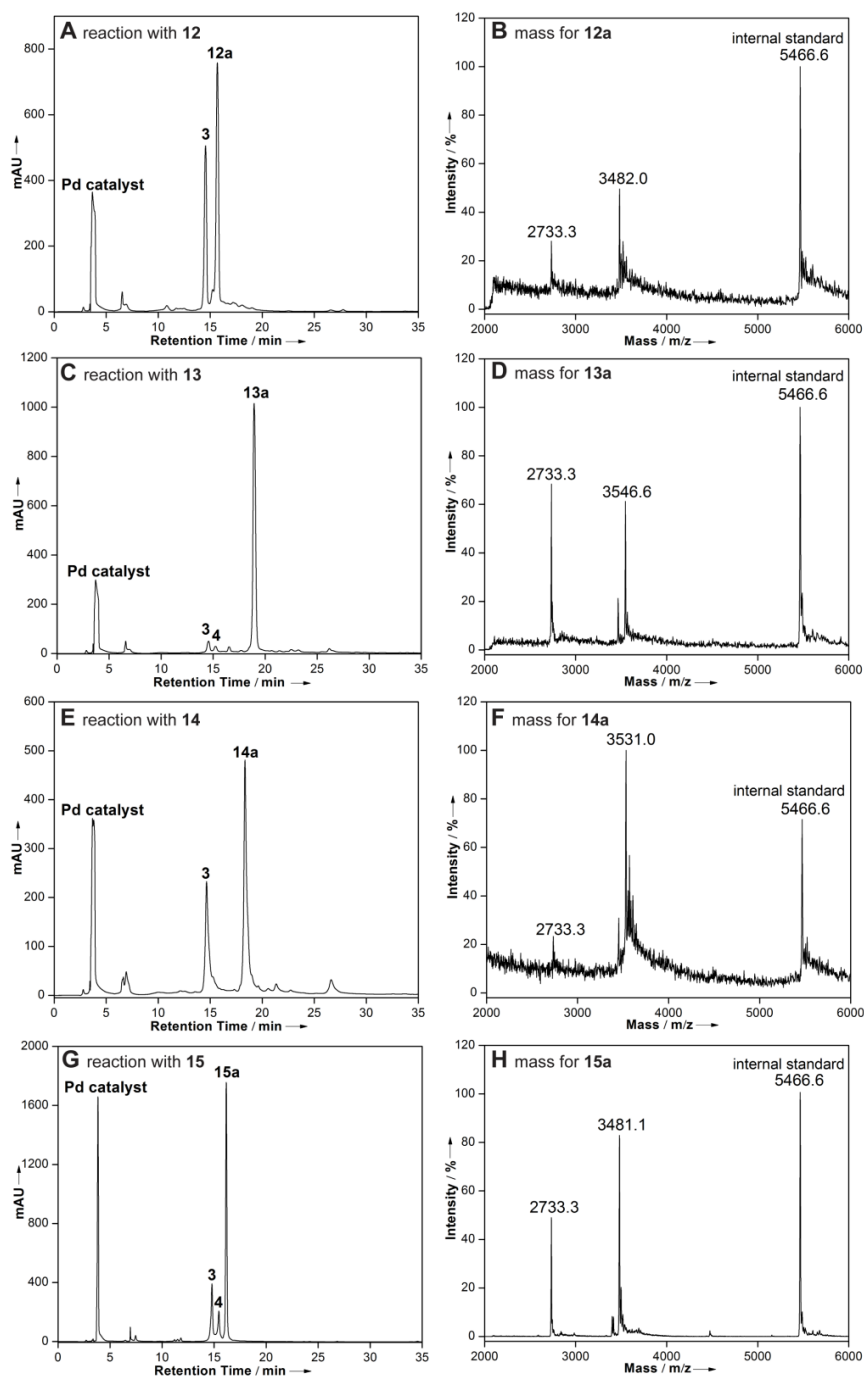 A reaction with 12
12a
3
Pd catalyst
800
600
400
200
0
mAU
0 5 10 15 20 25 30 35
Retention Time / min
B mass for 12a
internal standard
5466.6
3482.0
2733.3
120
100
80
60
40
20
0
Intensity / %
2000 3000 4000 5000 6000
Mass / m/z
C reaction with 13
13a
Pd catalyst
3
4
1200
1000
800
600
400
200
0
mAU
0 5 10 15 20 25 30 35
Retention Time / min
D mass for 13a
internal standard
5466.6
2733.3
3546.6
120
100
80
60
40
20
0
Intensity / %
2000 3000 4000 5000 6000
Mass / m/z
E reaction with 14
14a
Pd catalyst
3
600
500
400
300
200
100
0
mAU
0 5 10 15 20 25 30 35
Retention Time / min
F mass for 14a
3531.0
internal standard
5466.6
2733.3
120
100
80
60
40
20
0
Intensity / %
2000 3000 4000 5000 6000
Mass / m/z
G reaction with 15
15a
Pd catalyst
3
4
2000
1600
1200
800
400
0
mAU
0 5 10 15 20 25 30 35
Retention Time / min
H mass for 15a
internal standard
5466.6
3481.1
2733.3
120
100
80
60
40
20
0
Intensity / %
2000 3000 4000 5000 6000
Mass / m/z